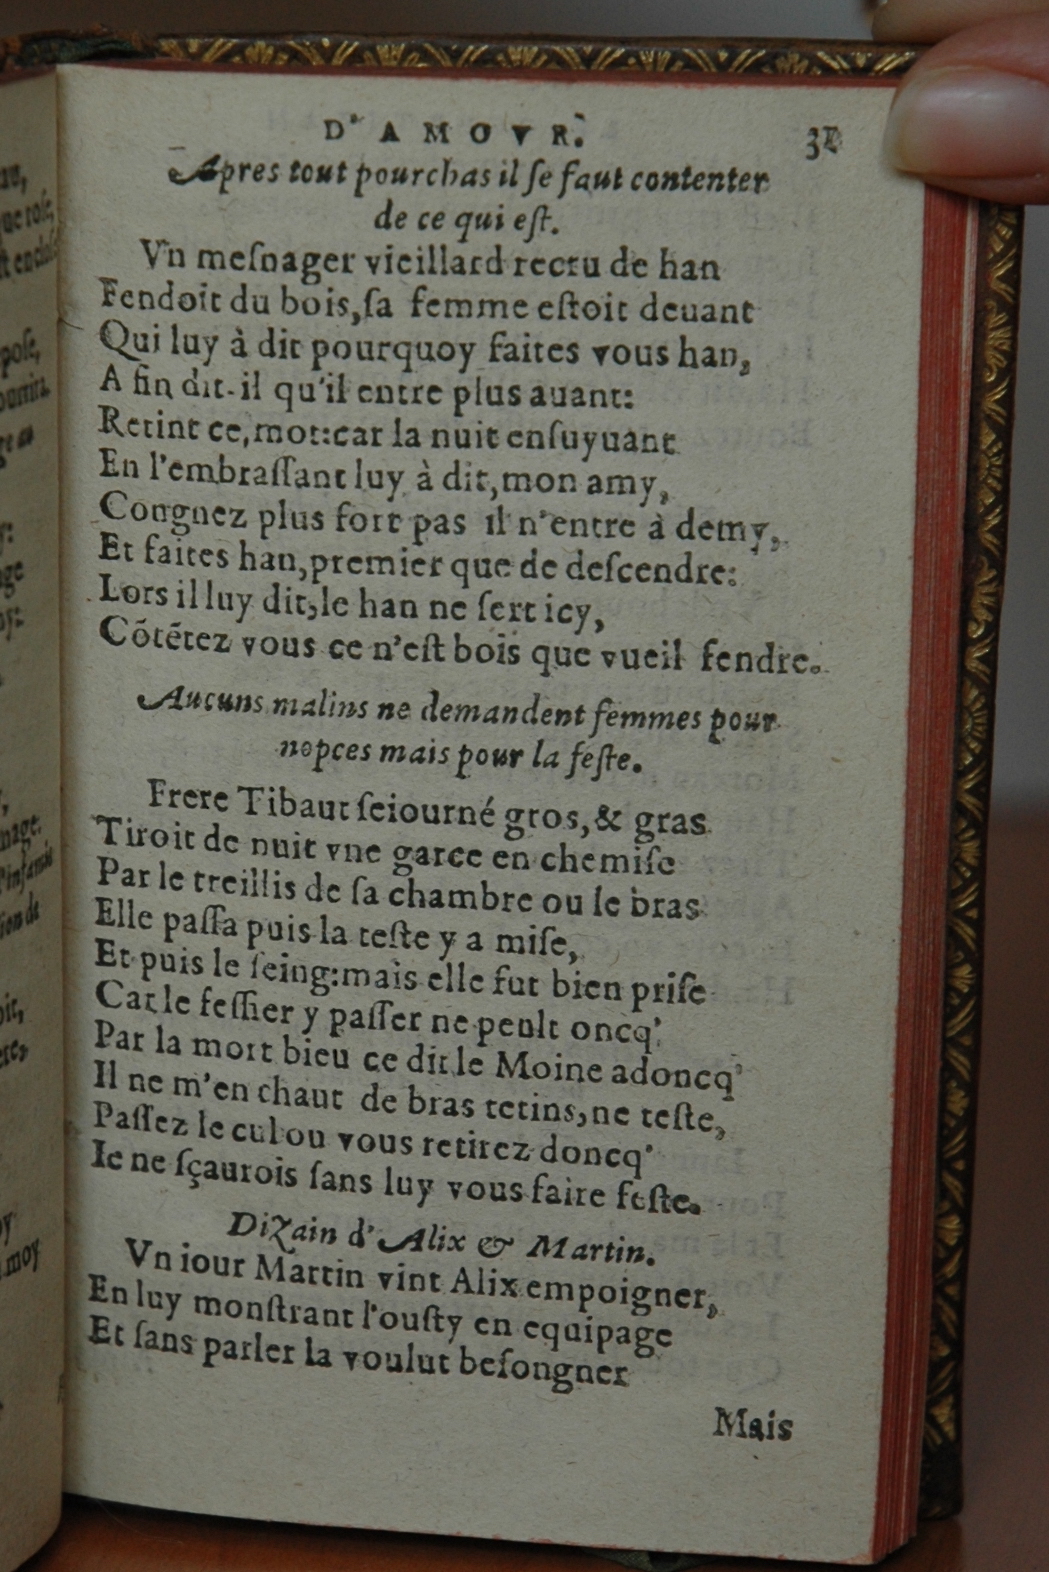 D'AMOVR.
Apres tout pourchas il ſe faut contenter
de ce qui eſt.
Vn meſnager vieillard recru de han
Fendoit du bois, ſa femme eſtoit deuant
Qui luy à dit pourquoy faites vous han,
A fin dit-il qu'il entre plus auant:
Retint ce, mot: car la nuit enſuyuant
En l'embraſſant luy à dit, mon amy,
Congnez plus fort pas il n'entre à demy,
Et faites han, premier que de deſcendre:
Lors il luy dit, le han ne ſert icy,
Cõtẽtez vous ce n'eſt bois que vueil fendre.
Aucuns malins ne demandent femmes pour
nopces mais pour la feſte.
Frere Tibaut ſeiourné gros, & gras
Tiroit de nuit vne garce en chemiſe
Par le treillis de ſa chambre ou le bras
Elle paſſa puis la teſte y a miſe,
Et puis le ſeing: mais elle fut bien priſe
Car le feſſier y paſſer ne peult oncq'
Par la mort bieu ce dit le Moine adoncq'
Il ne m'en chaut de bras tetins, ne teſte,
Paſſez le cul ou vous retirez doncq'
Ie ne ſçaurois ſans luy vous faire feſte.
Dizain d'Alix & Martin.
Vn iour Martin vint Alix empoigner,
En luy monſtrant l'ouſty en equipage
Et ſans parler la voulut beſongner
Mais